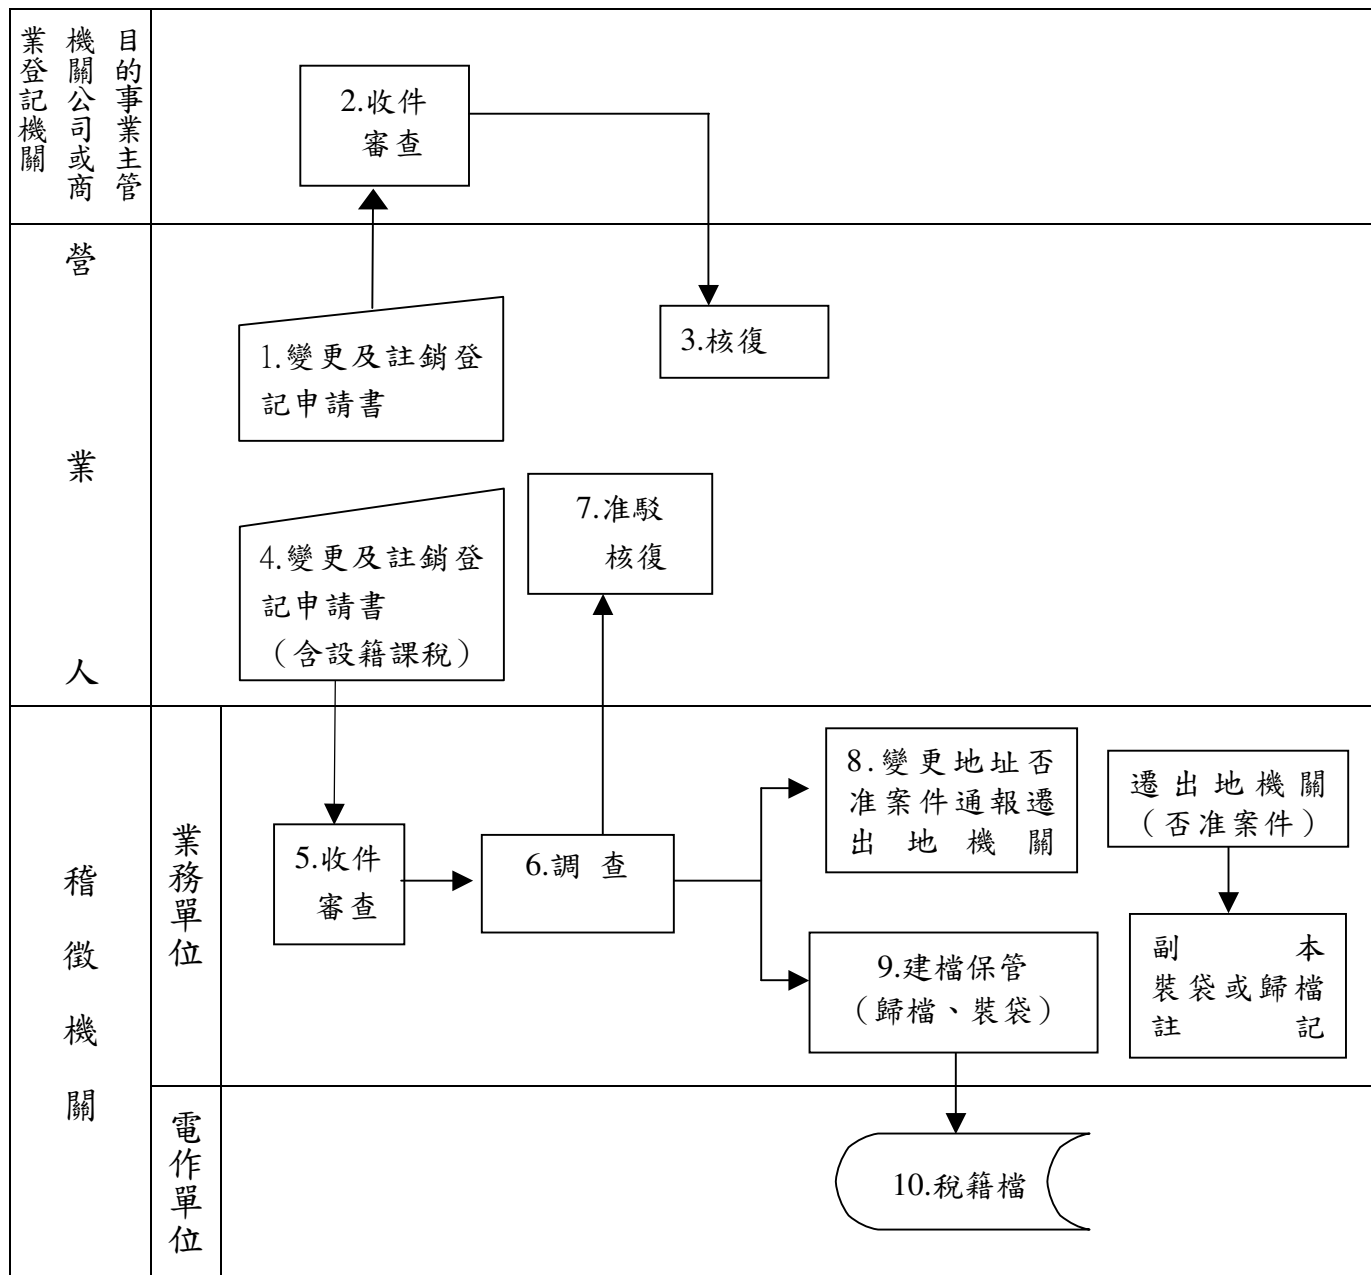 目的事業主管
機關公司或商
業登記機關
2.收件
審查
營業人
1.變更及註銷登
記申請書
3.核復
4.變更及註銷登
記申請書
（含設籍課稅）
7.准駁
核復
稽徵機關
業務單位
5.收件
審查
6.調 查
8.變更地址否
准案件通報遷
出地機關
9.建檔保管
（歸檔、裝袋）
遷出地機關
（否准案件）
副本
裝袋或歸檔
註記
電作單位
10.稅籍檔